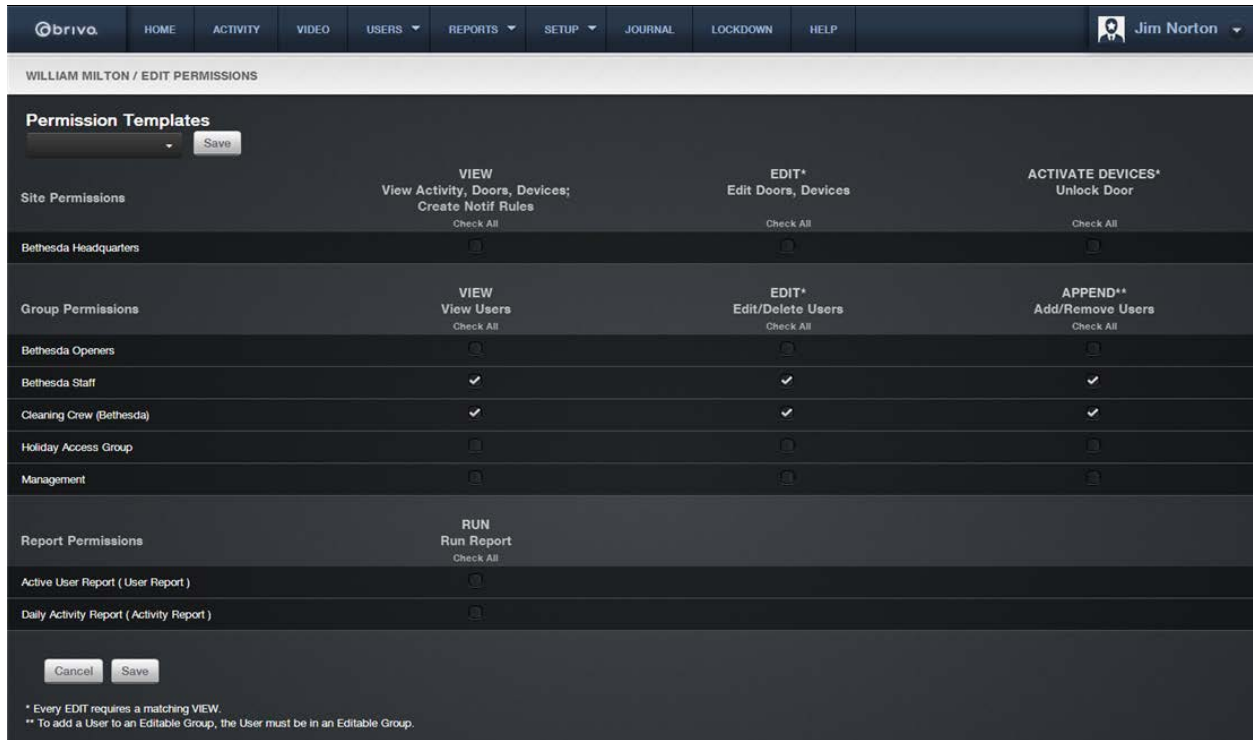 brivo.
HOME ACTIVITY VIDEO USERS REPORTS SETUP JOURNAL LOCKDOWN HELP Jim Norton
WILLIAM MILTON / EDIT PERMISSIONS
Permission Templates
Save
Site Permissions
VIEW
View Activity, Doors, Devices;
Create Notif Rules
Check All
EDIT*
Edit Doors, Devices
Check All
ACTIVATE DEVICES*
Unlock Door
Check All
Bethesda Headquarters
Group Permissions
VIEW
View Users
Check All
EDIT*
Edit/Delete Users
Check All
APPEND**
Add/Remove Users
Check All
Bethesda Openers
Bethesda Staff
Cleaning Crew (Bethesda)
Holiday Access Group
Management
Report Permissions
RUN
Run Report
Check All
Active User Report ( User Report )
Daily Activity Report ( Activity Report )
Cancel Save
* Every EDIT requires a matching VIEW.
** To add a User to an Editable Group, the User must be in an Editable Group.